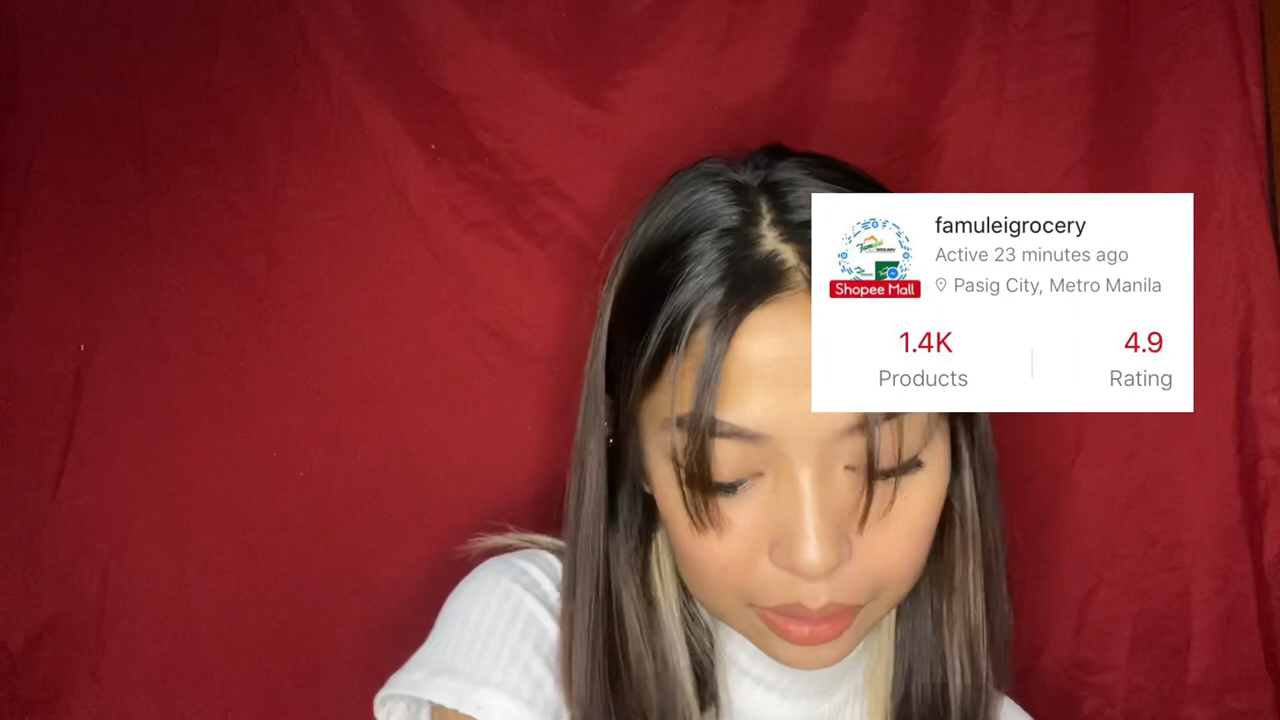 famuleigrocery
Active 23 minutes ago
Pasig City, Metro Manila
Shopee Mall
1.4K
4.9
Products
Rating